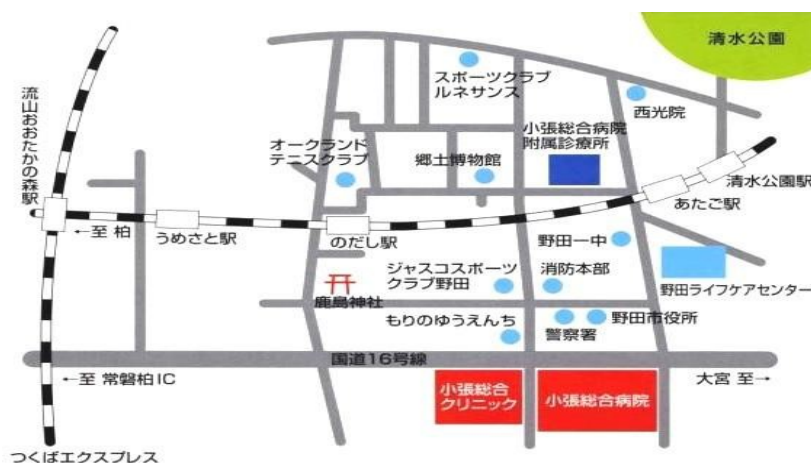 清水公園
スポーツクラブ
ルネサンス
西光院
流山おおたかの森駅
オークランド
テニスクラブ
郷土博物館
小張総合病院
附属診療所
清水公園駅
あたご駅
←至 柏
うめさと駅
のだし駅
野田一中
ジャスコスポーツ
クラブ野田
消防本部
野田ライフケアセンター
鹿島神社
もりのゆうえんち
警察署
野田市役所
国道16号線
←至 常磐柏IC
大宮 至→
小張総合
クリニック
小張総合病院
つくばエクスプレス